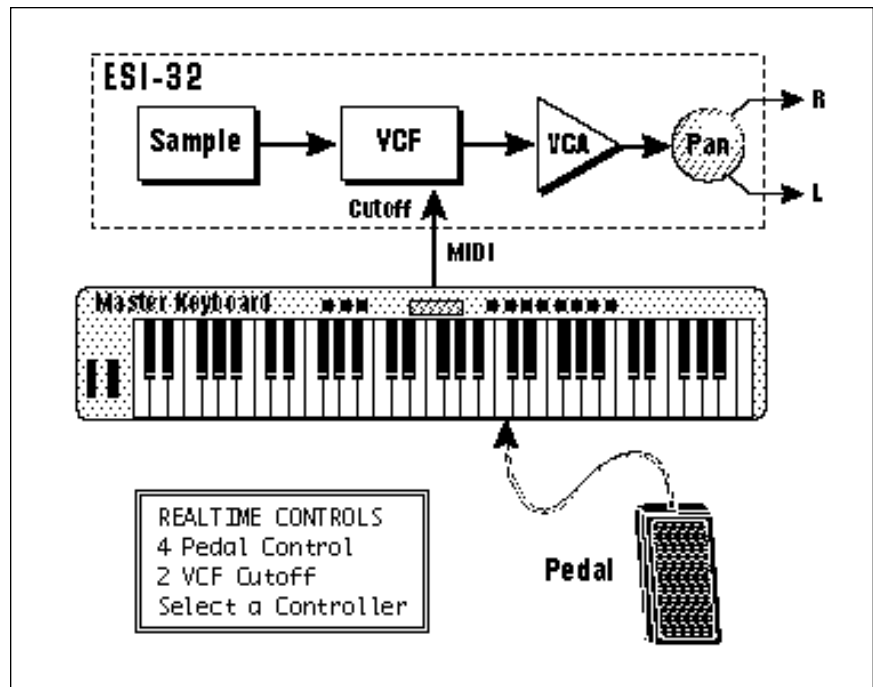 ESI-32
Sample
VCF
VCA
Pan
R
L
Cutoff
MIDI
Master Keyboard
REALTIME CONTROLS
4 Pedal Control
2 VCF Cutoff
Select a Controller
Pedal